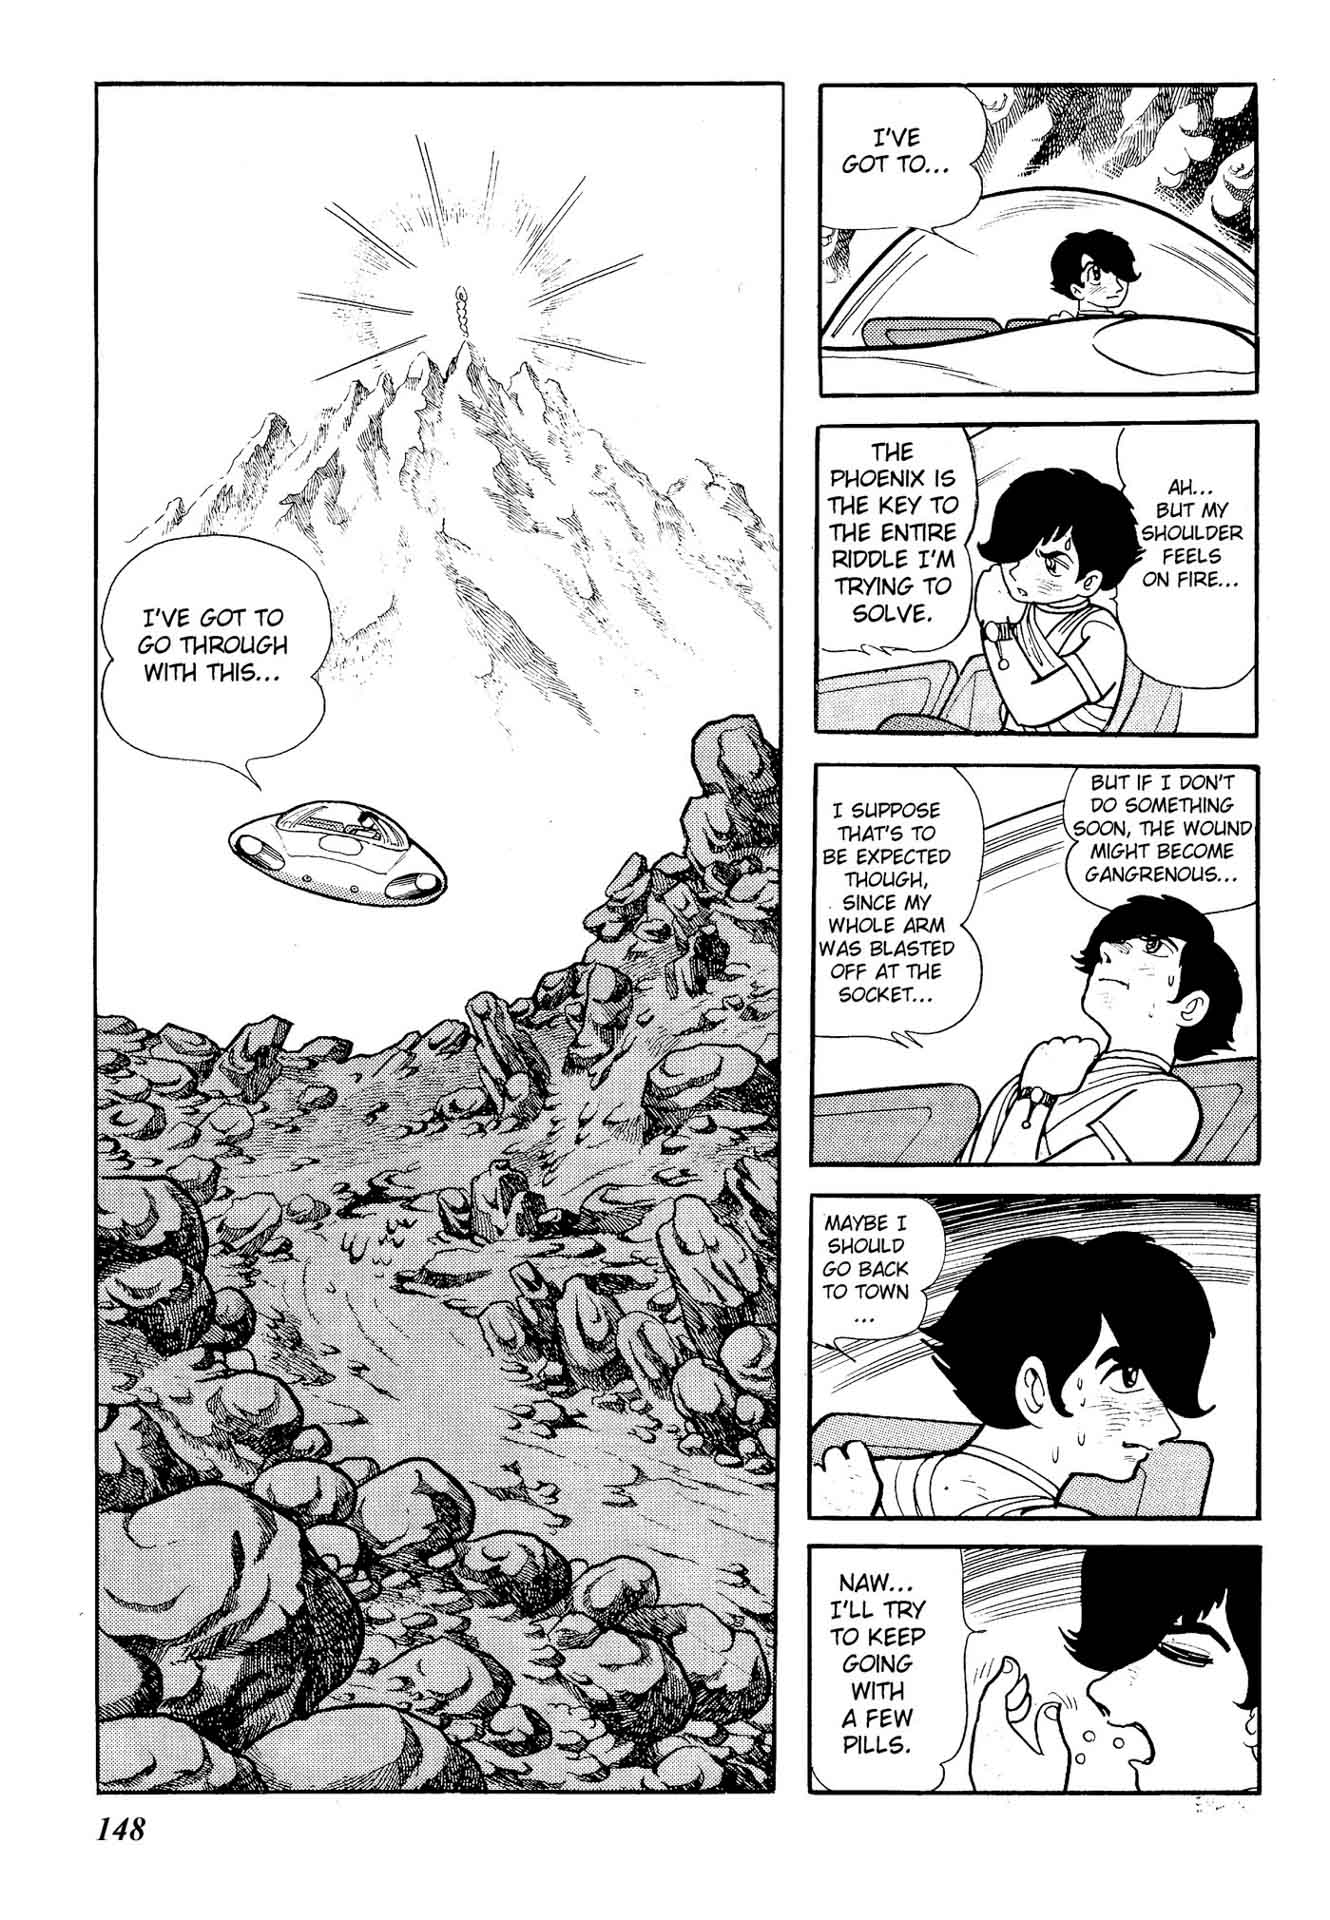 I'VE
GOT TO...
AH...
BUT MY
SHOULDER
FEELS
ON FIRE...
THE
PHOENIX IS
THE KEY TO
THE ENTIRE
RIDDLE I'M
TRYING TO
SOLVE.
BUT IF I DON'T
DO SOMETHING
SOON, THE WOUND
MIGHT BECOME
GANGRENOUS...
I SUPPOSE
THAT'S TO
BE EXPECTED
THOUGH,
SINCE MY
WHOLE ARM
WAS BLASTED
OFF AT THE
SOCKET...
MAYBE I
SHOULD
GO BACK
TO TOWN
...
NAW...
I'LL TRY
TO KEEP
GOING
WITH
A FEW
PILLS.
I'VE GOT TO
GO THROUGH
WITH THIS...
148